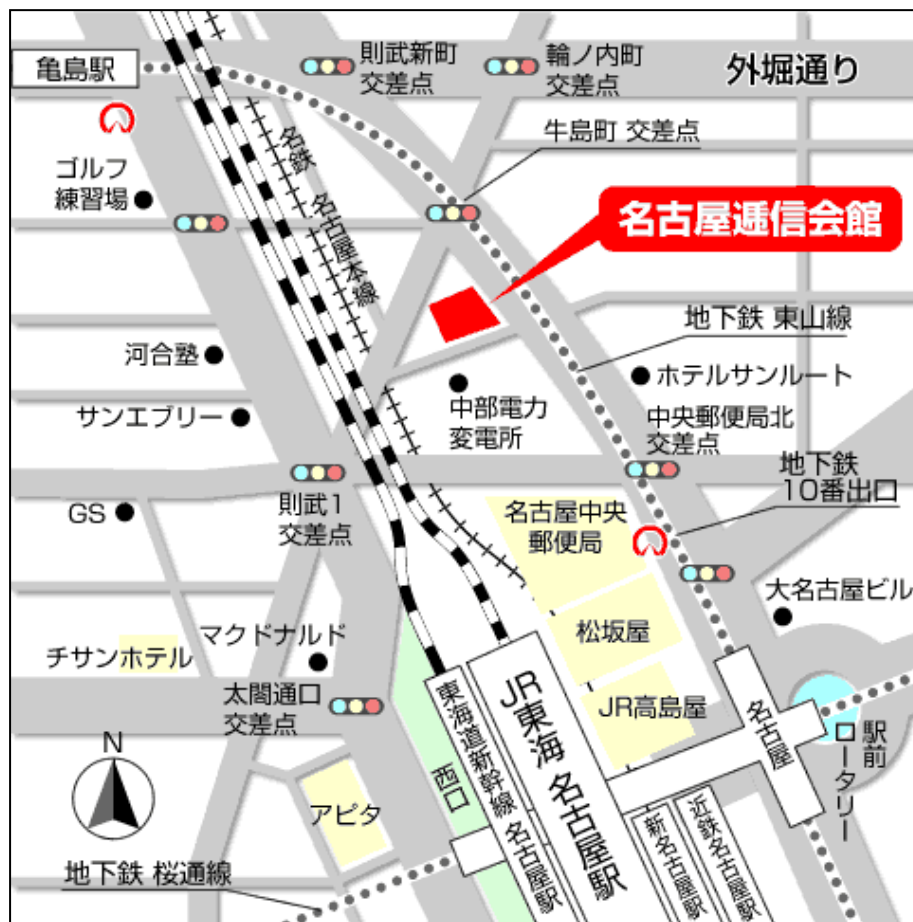 亀島駅
則武新町
交差点
輪ノ内町
交差点
外堀通り
牛島町 交差点
ゴルフ
練習場
名鉄 名古屋本線
名古屋逓信会館
地下鉄 東山線
河合塾
サンエブリー
中部電力
変電所
ホテルサンルート
中央郵便局北
交差点
地下鉄
10番出口
GS
則武1
交差点
名古屋中央
郵便局
大名古屋ビル
松坂屋
マクドナルド
チサンホテル
太閤通口
交差点
JR高島屋
JR東海 名古屋駅
東海道新幹線 名古屋駅
西口
名古屋
駅前
ロータリー
N
アピタ
新名古屋駅
近鉄名古屋駅
地下鉄 桜通線